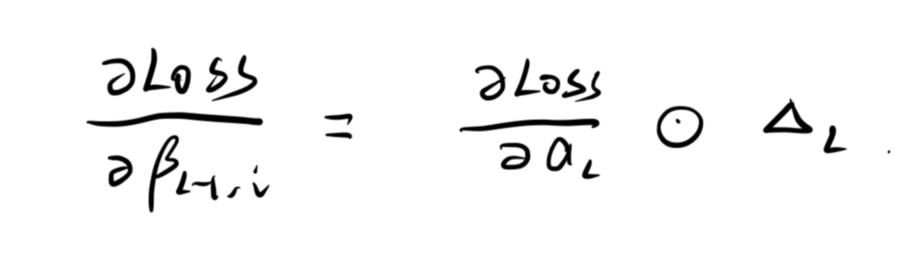 ∂Loss/∂β_{L-1,i} = ∂Loss/∂a_L ⊙ Δ_L .